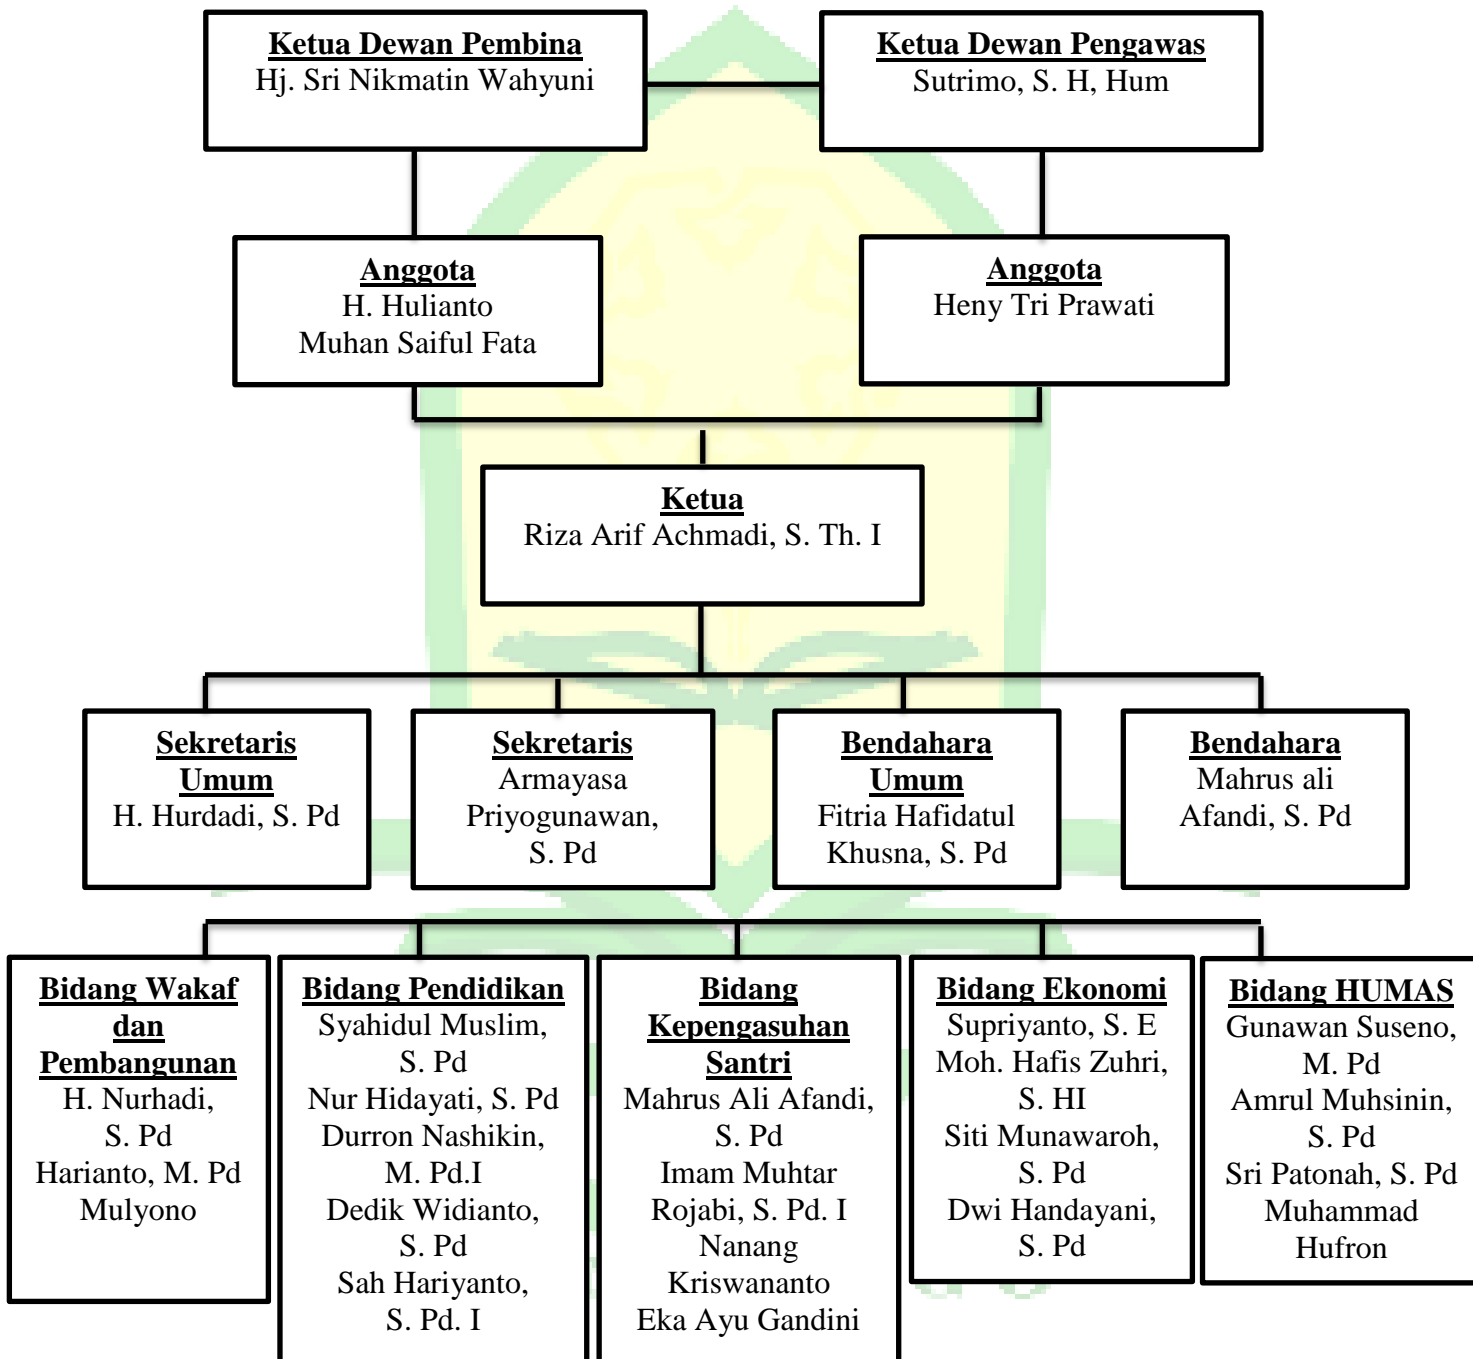 Ketua Dewan Pembina
Hj. Sri Nikmatin Wahyuni
Ketua Dewan Pengawas
Sutrimo, S. H, Hum
Anggota
H. Hulianto
Muhan Saiful Fata
Anggota
Heny Tri Prawati
Ketua
Riza Arif Achmadi, S. Th. I
Sekretaris
Umum
H. Hurdadi, S. Pd
Sekretaris
Armayasa
Priyogunawan,
S. Pd
Bendahara
Umum
Fitria Hafidatul
Khusna, S. Pd
Bendahara
Mahrus ali
Afandi, S. Pd
Bidang Wakaf
dan
Pembangunan
H. Nurhadi,
S. Pd
Harianto, M. Pd
Mulyono
Bidang Pendidikan
Syahidul Muslim,
S. Pd
Nur Hidayati, S. Pd
Durron Nashikin,
M. Pd.I
Dedik Widianto,
S. Pd
Sah Hariyanto,
S. Pd. I
Bidang
Kepengasuhan
Santri
Mahrus Ali Afandi,
S. Pd
Imam Muhtar
Rojabi, S. Pd. I
Nanang
Kriswananto
Eka Ayu Gandini
Bidang Ekonomi
Supriyanto, S. E
Moh. Hafis Zuhri,
S. HI
Siti Munawaroh,
S. Pd
Dwi Handayani,
S. Pd
Bidang HUMAS
Gunawan Suseno,
M. Pd
Amrul Muhsinin,
S. Pd
Sri Patonah, S. Pd
Muhammad
Hufron